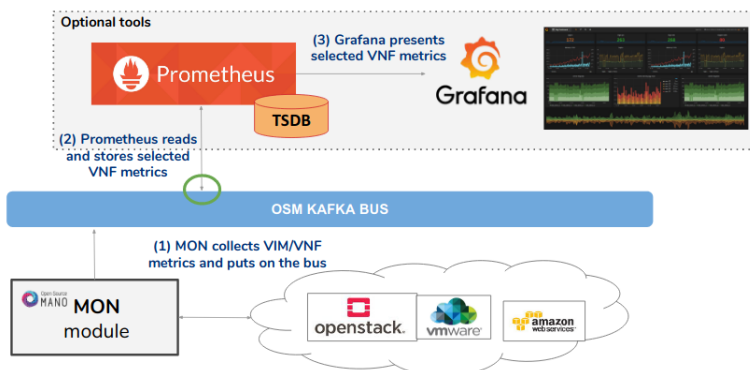 Optional tools
(3) Grafana presents
selected VNF metrics
Prometheus
Grafana
TSDB
(2) Prometheus reads
and stores selected
VNF metrics
OSM KAFKA BUS
(1) MON collects VIM/VNF
metrics and puts on the bus
Open Source
MANO
MON
module
openstack.
vmware
amazon
web services